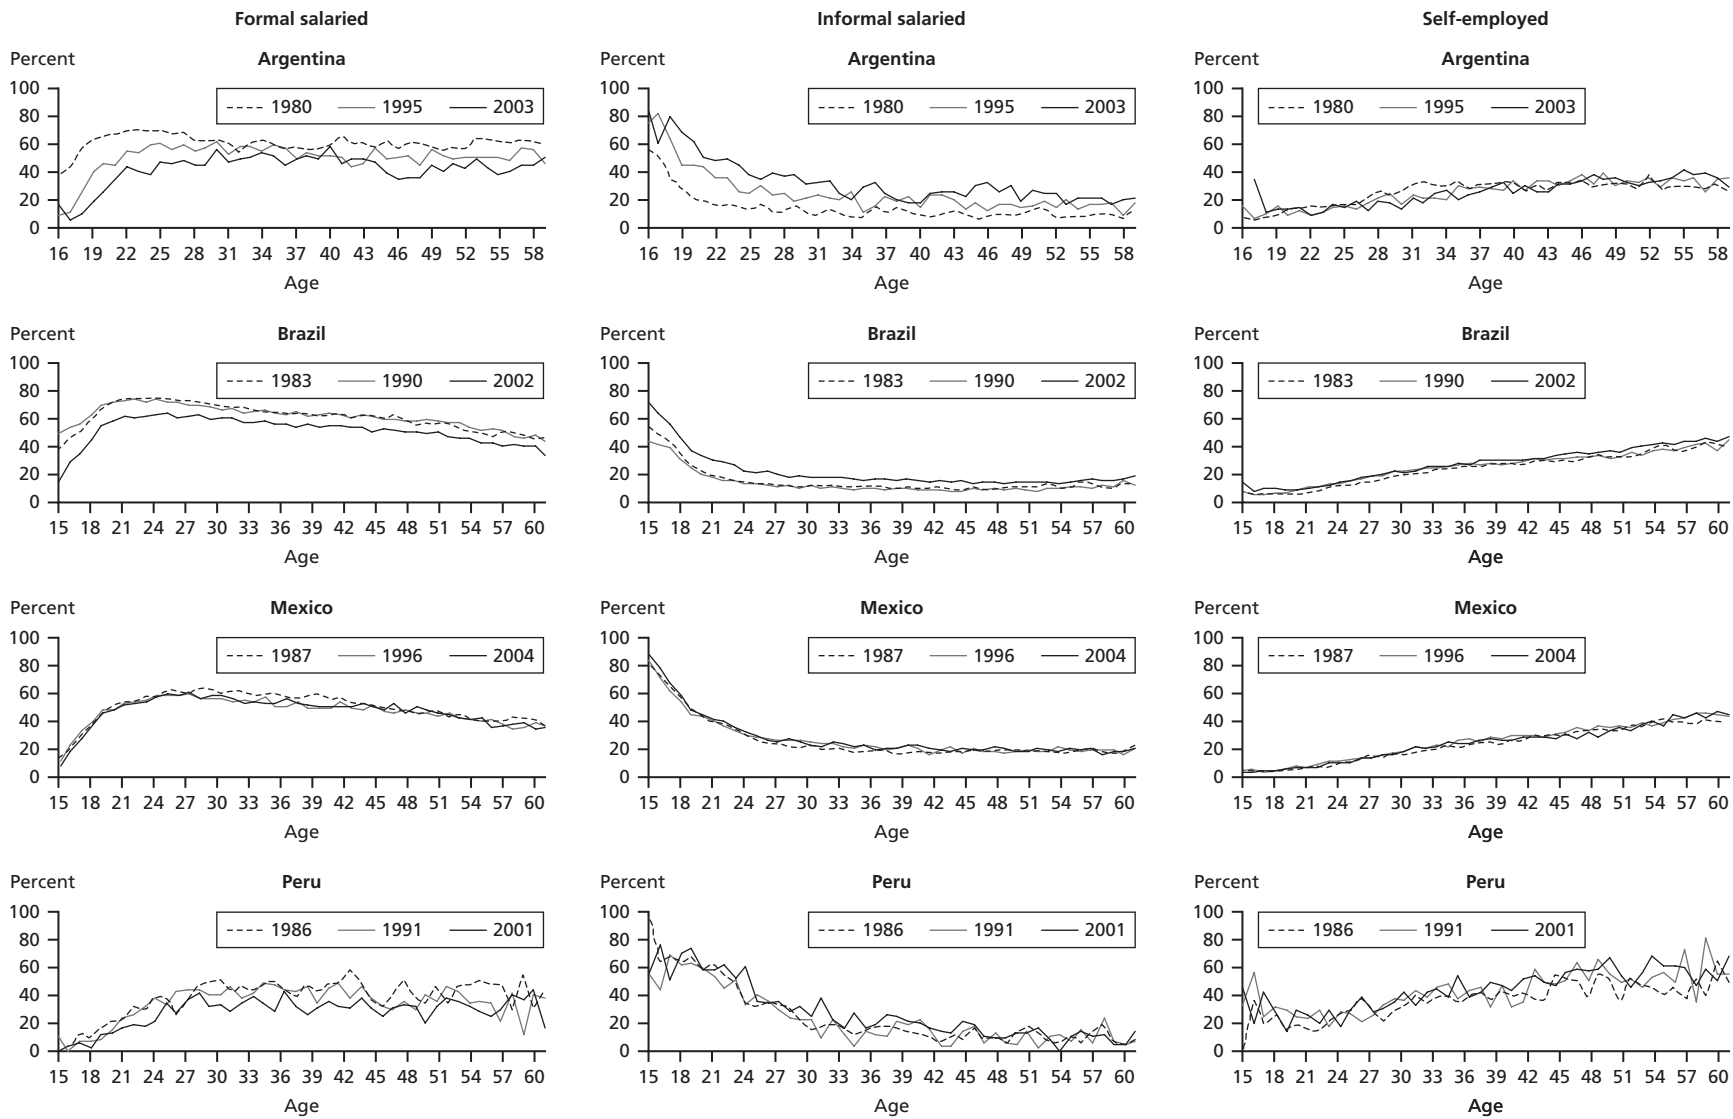 Formal salaried Informal salaried Self-employed
Percent Argentina Percent Argentina Percent Argentina
100 100 100
1980 1995 2003 1980 1995 2003 1980 1995 2003
80 80 80
60 60 60
40 40 40
20 20 20
0 0 0
16 19 22 25 28 31 34 37 40 43 46 49 52 55 58 16 19 22 25 28 31 34 37 40 43 46 49 52 55 58 16 19 22 25 28 31 34 37 40 43 46 49 52 55 58
Age Age Age
Percent Brazil Percent Brazil Percent Brazil
100 100 100
1983 1990 2002 1983 1990 2002 1983 1990 2002
80 80 80
60 60 60
40 40 40
20 20 20
0 0 0
15 18 21 24 27 30 33 36 39 42 45 48 51 54 57 60 15 18 21 24 27 30 33 36 39 42 45 48 51 54 57 60 15 18 21 24 27 30 33 36 39 42 45 48 51 54 57 60
Age Age Age
Percent Mexico Percent Mexico Percent Mexico
100 100 100
1987 1996 2004 1987 1996 2004 1987 1996 2004
80 80 80
60 60 60
40 40 40
20 20 20
0 0 0
15 18 21 24 27 30 33 36 39 42 45 48 51 54 57 60 15 18 21 24 27 30 33 36 39 42 45 48 51 54 57 60 15 18 21 24 27 30 33 36 39 42 45 48 51 54 57 60
Age Age Age
Percent Peru Percent Peru Percent Peru
100 100 100
1986 1991 2001 1986 1991 2001 1986 1991 2001
80 80 80
60 60 60
40 40 40
20 20 20
0 0 0
15 18 21 24 27 30 33 36 39 42 45 48 51 54 57 60 15 18 21 24 27 30 33 36 39 42 45 48 51 54 57 60 15 18 21 24 27 30 33 36 39 42 45 48 51 54 57 60
Age Age Age